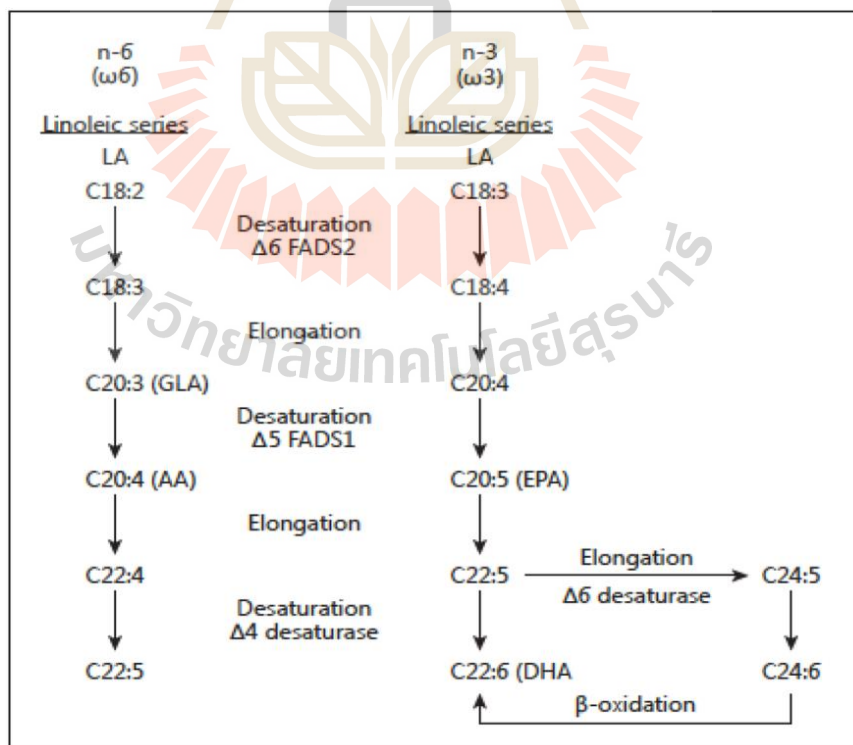 n-6
(ω6)
n-3
(ω3)
Linoleic series
Linoleic series
LA
LA
C18:2
C18:3
Desaturation
Δ6 FADS2
C18:3
C18:4
Elongation
C20:3 (GLA)
C20:4
Desaturation
Δ5 FADS1
C20:4 (AA)
C20:5 (EPA)
Elongation
C22:4
C22:5
Elongation
Δ6 desaturase
C24:5
Desaturation
Δ4 desaturase
C22:5
C22:6 (DHA
C24:6
β-oxidation
มหาวิทยาลัยเทคโนโลยีสุรนารี